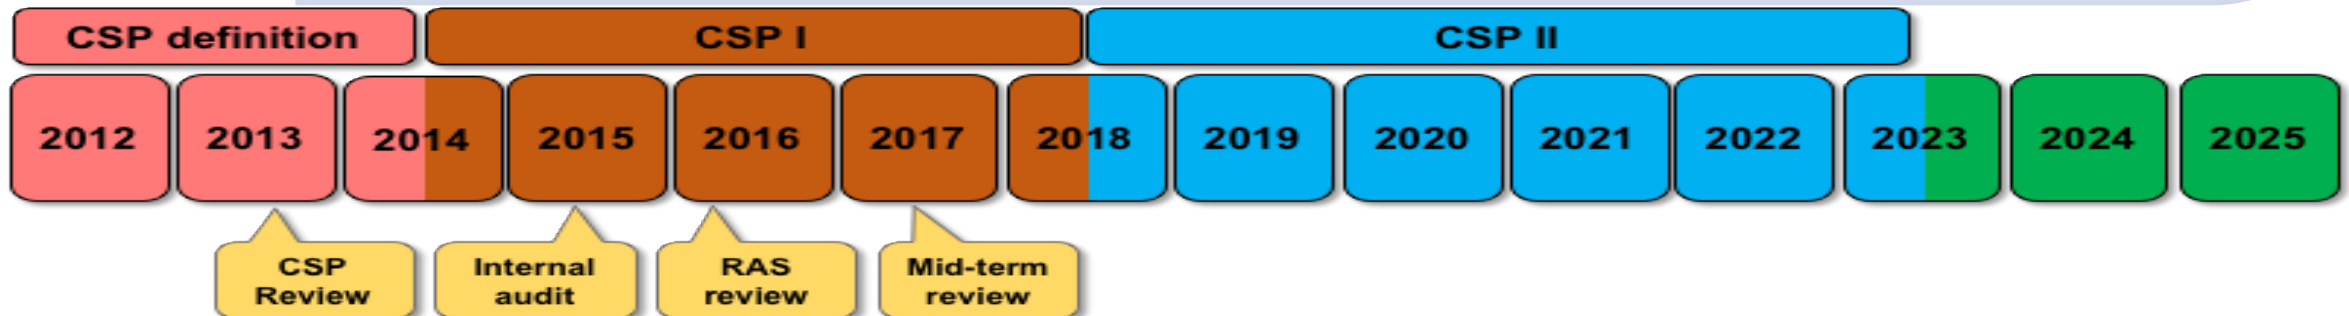 CSP definition
CSP I
CSP II
2012
2013
2014
2015
2016
2017
2018
2019
2020
2021
2022
2023
2024
2025
CSP
Review
Internal
audit
RAS
review
Mid-term
review